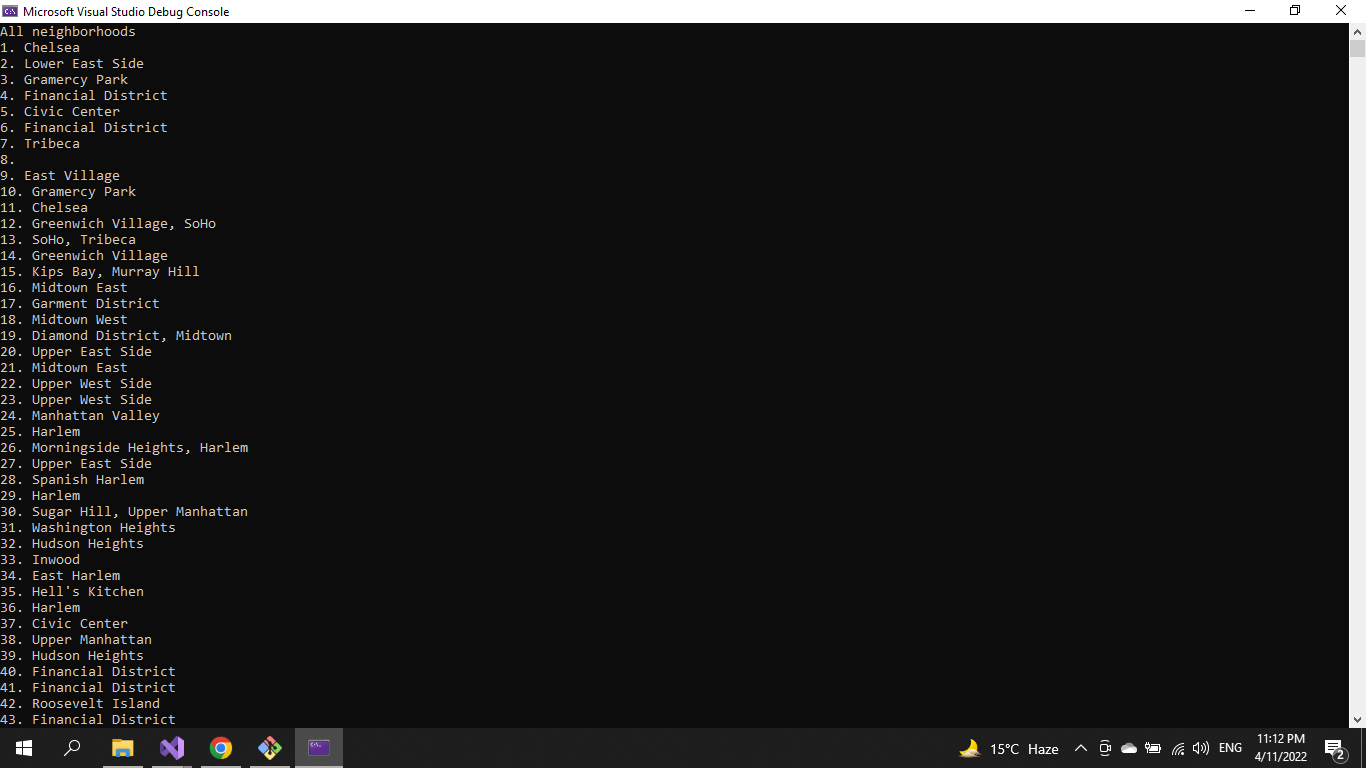 Microsoft Visual Studio Debug Console
All neighborhoods
1. Chelsea
2. Lower East Side
3. Gramercy Park
4. Financial District
5. Civic Center
6. Financial District
7. Tribeca
8.
9. East Village
10. Gramercy Park
11. Chelsea
12. Greenwich Village, SoHo
13. SoHo, Tribeca
14. Greenwich Village
15. Kips Bay, Murray Hill
16. Midtown East
17. Garment District
18. Midtown West
19. Diamond District, Midtown
20. Upper East Side
21. Midtown East
22. Upper West Side
23. Upper West Side
24. Manhattan Valley
25. Harlem
26. Morningside Heights, Harlem
27. Upper East Side
28. Spanish Harlem
29. Harlem
30. Sugar Hill, Upper Manhattan
31. Washington Heights
32. Hudson Heights
33. Inwood
34. East Harlem
35. Hell's Kitchen
36. Harlem
37. Civic Center
38. Upper Manhattan
39. Hudson Heights
40. Financial District
41. Financial District
42. Roosevelt Island
43. Financial District
15°C Haze
ENG
11:12 PM
4/11/2022
2